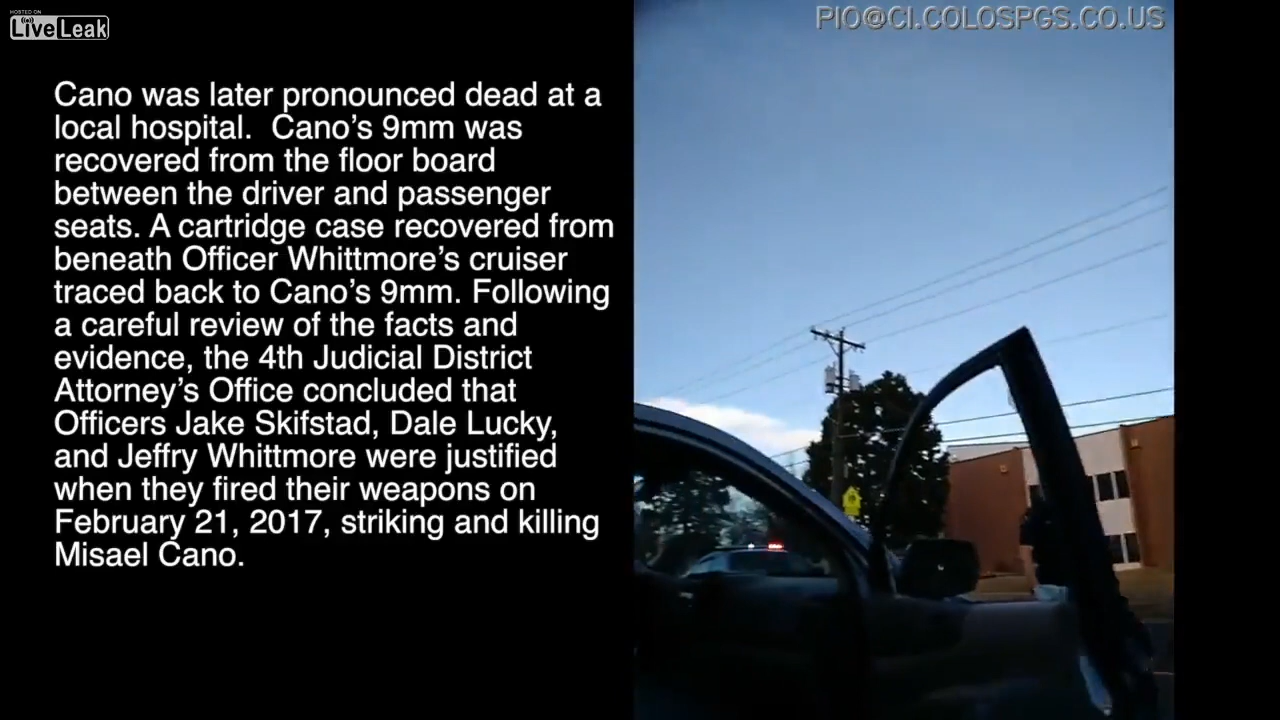 HOSTED ON
LiveLeak
PIO@CI.COLOSPGS.CO.US
Cano was later pronounced dead at a
local hospital.  Cano's 9mm was
recovered from the floor board
between the driver and passenger
seats. A cartridge case recovered from
beneath Officer Whittmore's cruiser
traced back to Cano's 9mm. Following
a careful review of the facts and
evidence, the 4th Judicial District
Attorney's Office concluded that
Officers Jake Skifstad, Dale Lucky,
and Jeffry Whittmore were justified
when they fired their weapons on
February 21, 2017, striking and killing
Misael Cano.